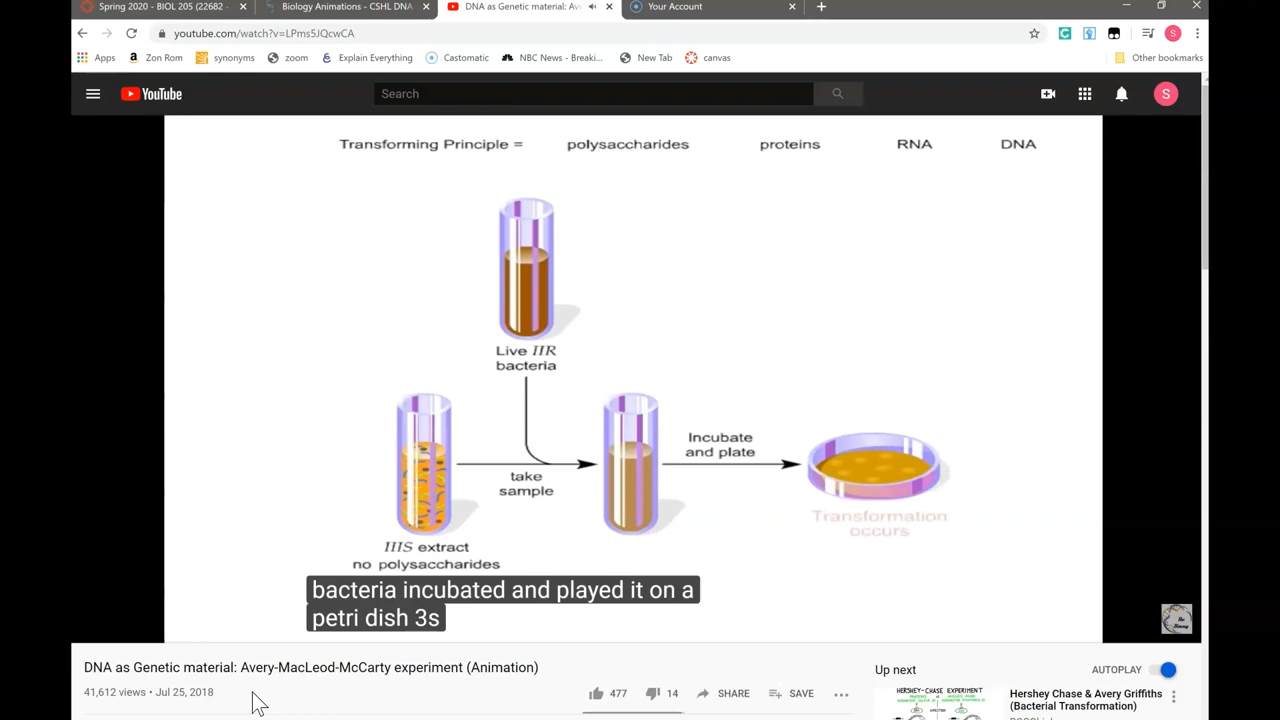 Spring 2020 - BIOL 205 (22682 -
Biology Animations - CSHL DNA
DNA as Genetic material: Ave
Your Account
youtube.com/watch?v=LPms5JQcwCA
S
Apps
Zon Rom
synonyms
zoom
Explain Everything
Castomatic
NBC News - Breaki...
New Tab
canvas
Other bookmarks
YouTube
Search
S
Transforming Principle = polysaccharides proteins RNA DNA
Live IIR
bacteria
Incubate
and plate
take
sample
Transformation
occurs
IIIS extract
no polysaccharides
bacteria incubated and played it on a
petri dish 3s
DNA as Genetic material: Avery-MacLeod-McCarty experiment (Animation)
41,612 views • Jul 25, 2018
477
14
SHARE
SAVE
Up next
AUTOPLAY
HERSHEY-CHASE EXPERIMENT
Hershey Chase & Avery Griffiths
(Bacterial Transformation)